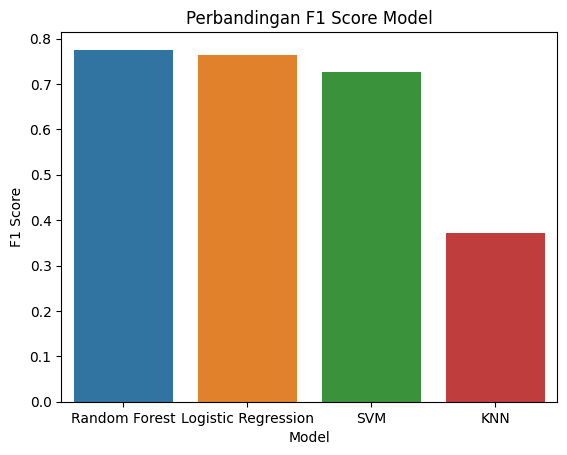 Perbandingan F1 Score Model
F1 Score
0.8
0.7
0.6
0.5
0.4
0.3
0.2
0.1
0.0
Random Forest Logistic Regression SVM KNN
Model